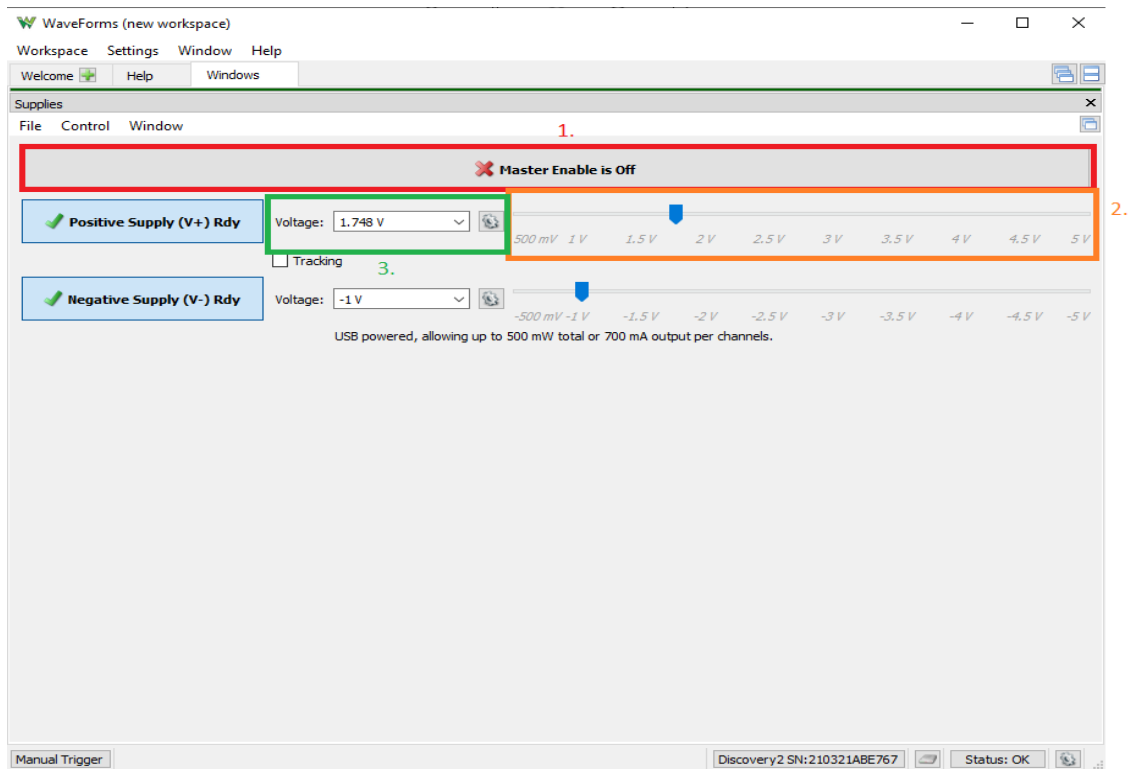 WaveForms (new workspace)
Workspace Settings Window Help
Welcome Help Windows
Supplies
File Control Window
1.
Master Enable is Off
2.
Positive Supply (V+) Rdy Voltage: 1.748 V
500 mV 1 V 1.5 V 2 V 2.5 V 3 V 3.5 V 4 V 4.5 V 5 V
Tracking
3.
Negative Supply (V-) Rdy Voltage: -1 V
-500 mV -1 V -1.5 V -2 V -2.5 V -3 V -3.5 V -4 V -4.5 V -5 V
USB powered, allowing up to 500 mW total or 700 mA output per channels.
Manual Trigger Discovery2 SN:210321ABE767 Status: OK